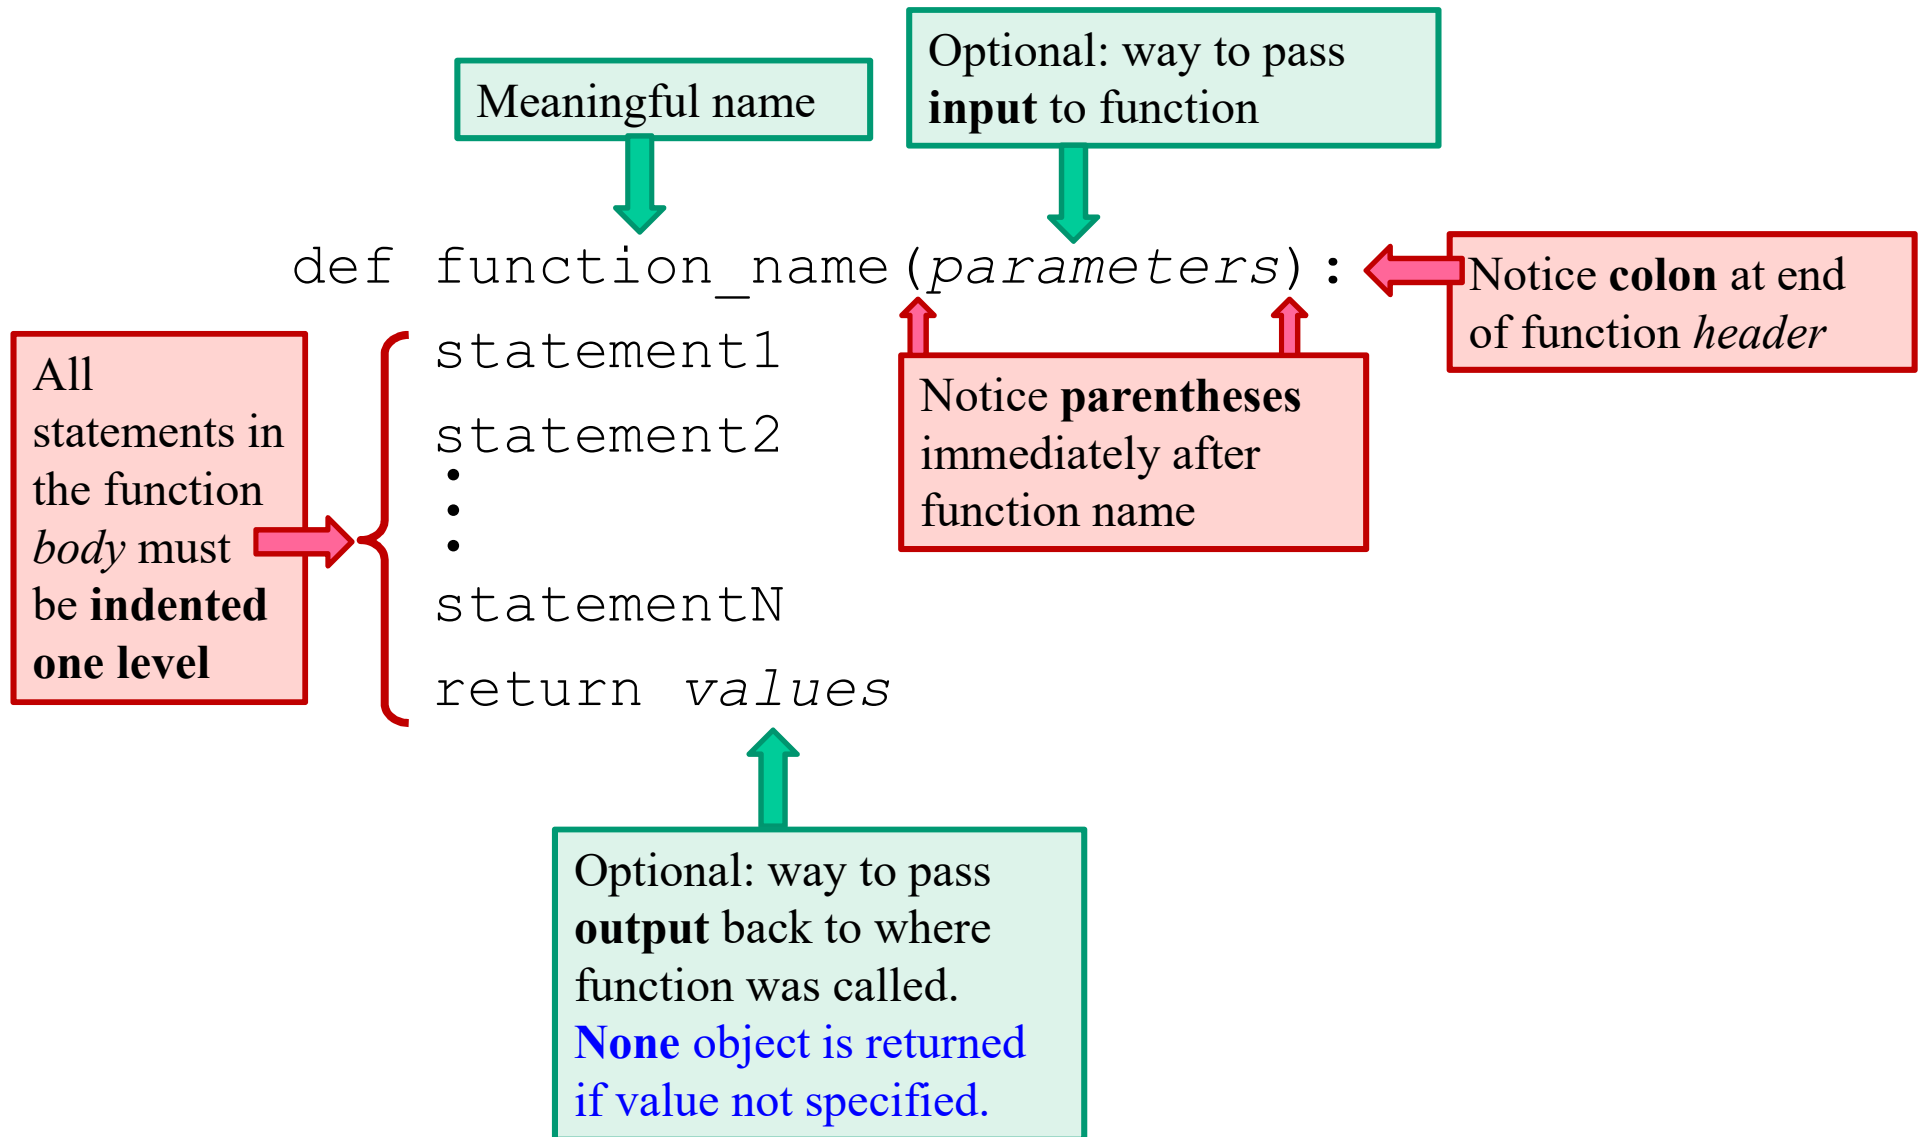 Meaningful name
Optional: way to pass
input to function
def function_name(parameters):
Notice colon at end
of function header
All
statements in
the function
body must
be indented
one level
statement1
statement2
Notice parentheses
immediately after
function name
statementN
return values
Optional: way to pass
output back to where
function was called.
None object is returned
if value not specified.